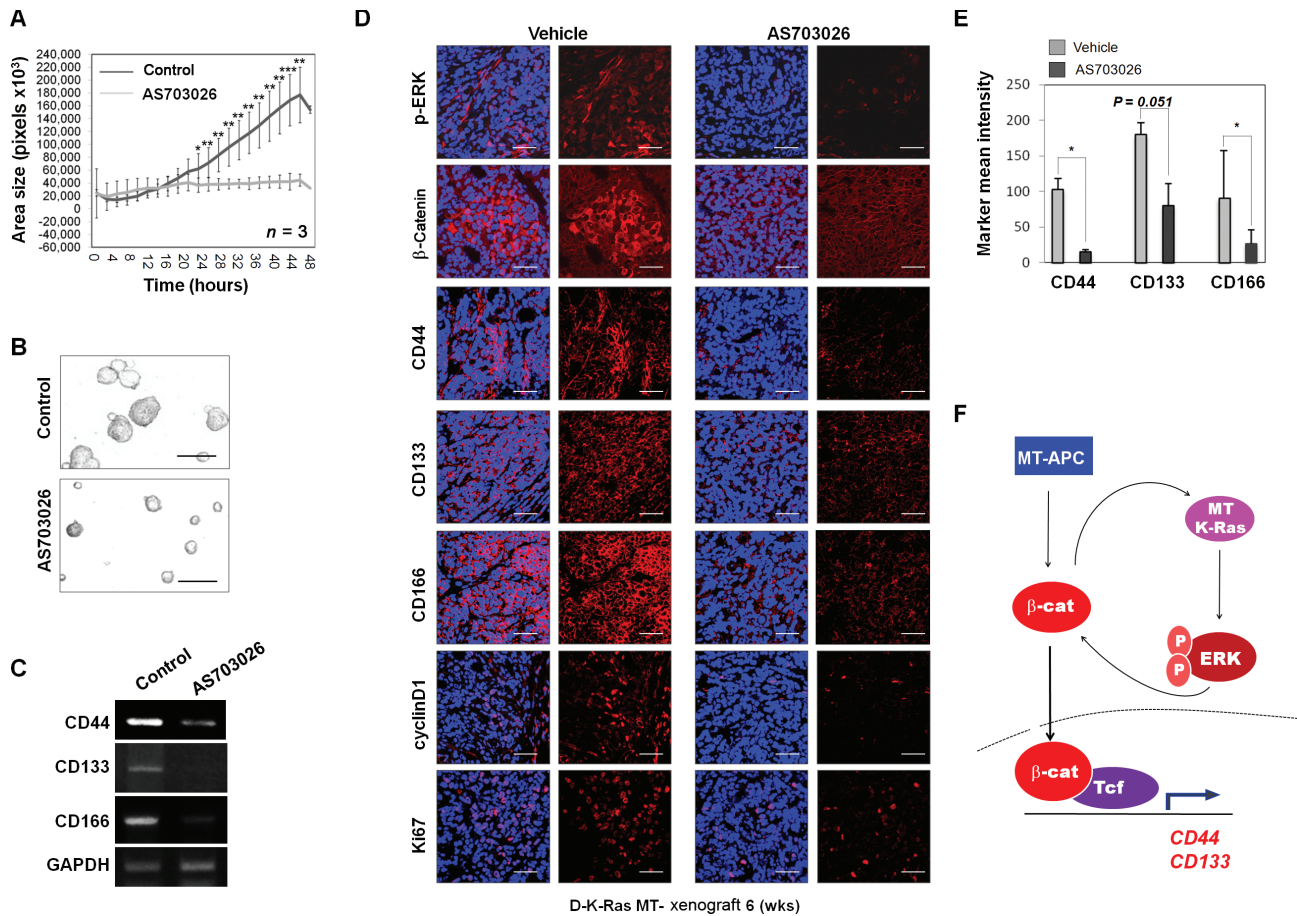 A
Area size (pixels x10³)
240,000
220,000
200,000
180,000
160,000
140,000
120,000
100,000
80,000
60,000
40,000
20,000
0
-20,000
-40,000
-60,000
Control
AS703026
*
**
**
**
**
**
**
**
**
***
**
n = 3
0 4 8 12 16 20 24 28 32 36 40 44 48
Time (hours)
B
Control
AS703026
C
Control AS703026
CD44
CD133
CD166
GAPDH
D
Vehicle AS703026
p-ERK
β-Catenin
CD44
CD133
CD166
cyclinD1
Ki67
D-K-Ras MT- xenograft 6 (wks)
E
Vehicle
AS703026
Marker mean intensity
250
200
150
100
50
0
*
P = 0.051
*
CD44 CD133 CD166
F
MT-APC
MT
K-Ras
β-cat
P
P
ERK
β-cat
Tcf
CD44
CD133